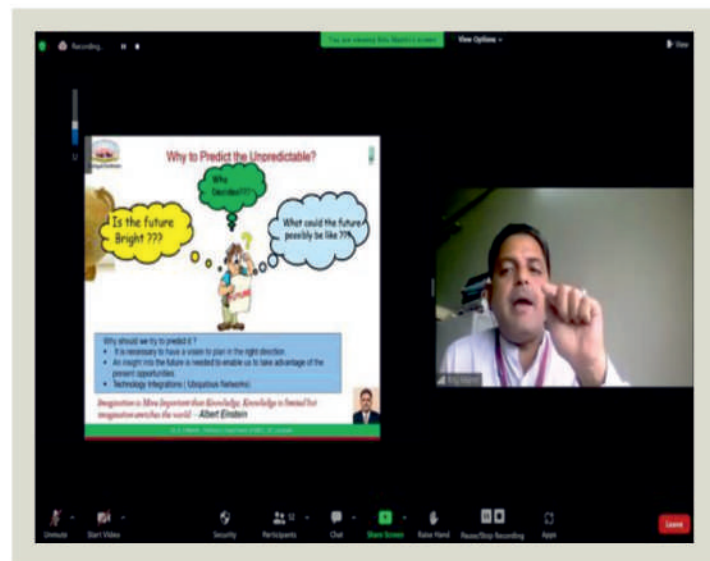 Recording...
View Options
View
Why to Predict the Unpredictable?
Who
Decides???
Is the future
Bright ???
What could the future
possibly be like ???
FUTURE
Why should we try to predict it ?
It is necessary to have a vision to plan in the right direction.
An insight into the future is needed to enable us to take advantage of the
present opportunities.
Technology Integrations ( Ubiquitous Networks)
Imagination is More Important than Knowledge, Knowledge is limited but
imagination enriches the world - Albert Einstein
Unmute
Start Video
Security
Participants
Chat
Share Screen
Raise Hand
Pause/Stop Recording
Apps
Leave